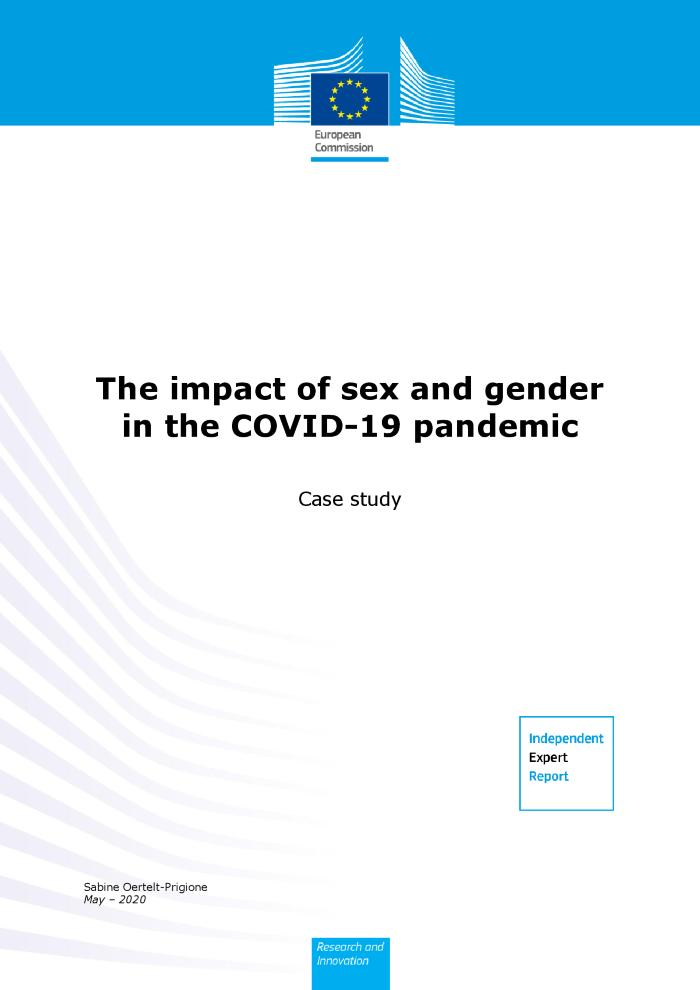 European
Commission
The impact of sex and gender
in the COVID-19 pandemic
Case study
Independent
Expert
Report
Sabine Oertelt-Prigione
May – 2020
Research and
Innovation